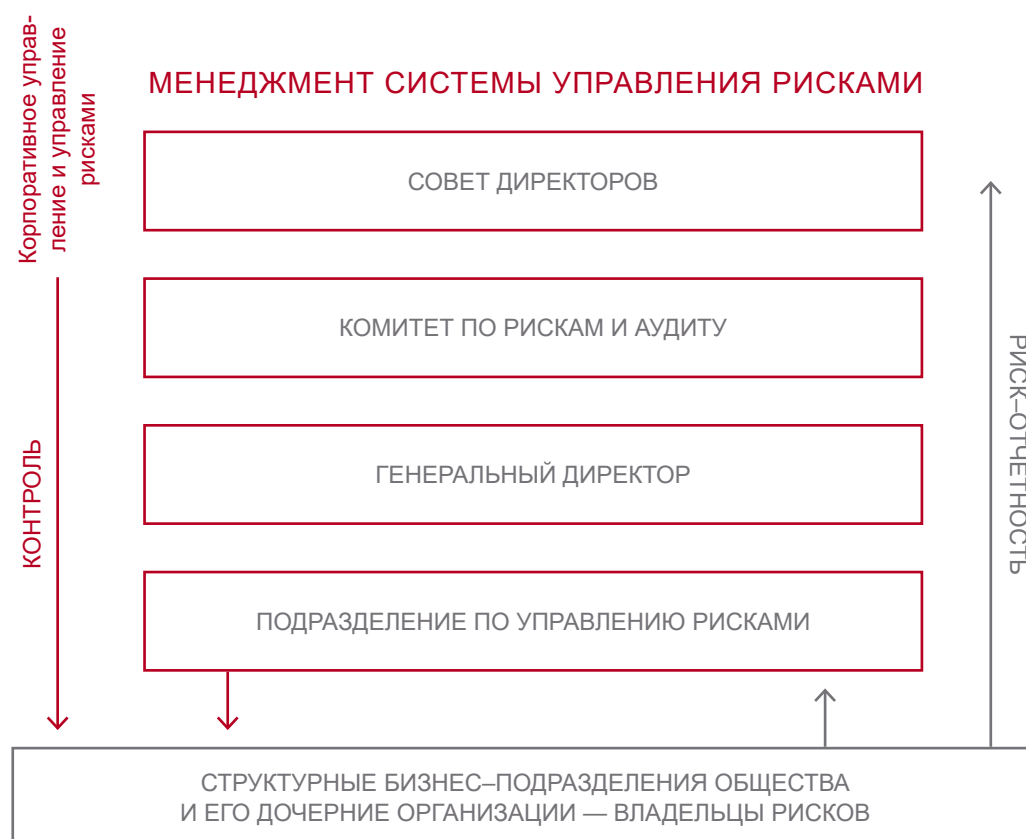 Корпоративное управ-
ление и управление
рисками
МЕНЕДЖМЕНТ СИСТЕМЫ УПРАВЛЕНИЯ РИСКАМИ
СОВЕТ ДИРЕКТОРОВ
КОМИТЕТ ПО РИСКАМ И АУДИТУ
ГЕНЕРАЛЬНЫЙ ДИРЕКТОР
ПОДРАЗДЕЛЕНИЕ ПО УПРАВЛЕНИЮ РИСКАМИ
КОНТРОЛЬ
РИСК–ОТЧЕТНОСТЬ
СТРУКТУРНЫЕ БИЗНЕС–ПОДРАЗДЕЛЕНИЯ ОБЩЕСТВА
И ЕГО ДОЧЕРНИЕ ОРГАНИЗАЦИИ — ВЛАДЕЛЬЦЫ РИСКОВ